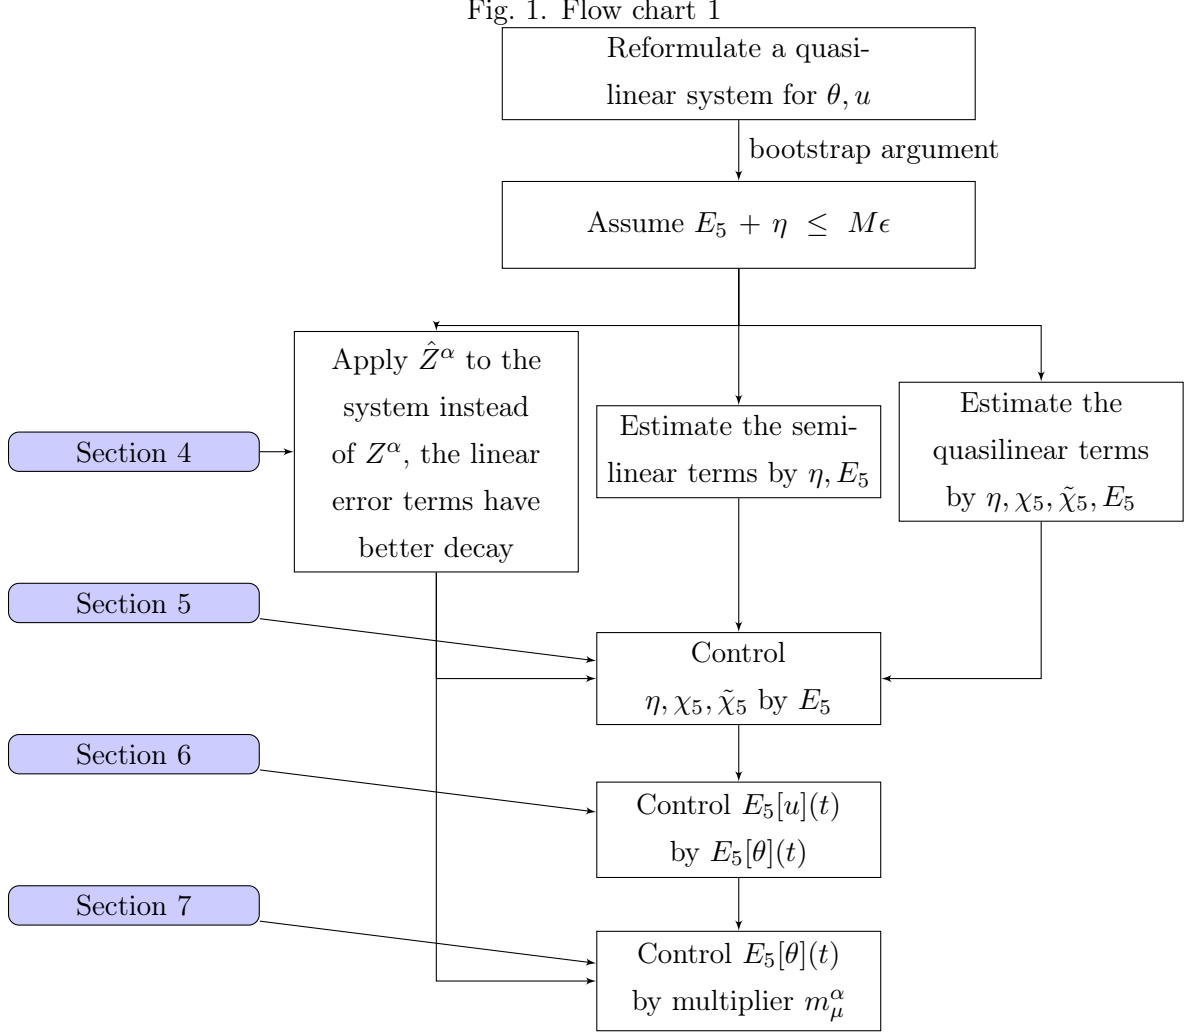 Fig. 1. Flow chart 1
Reformulate a quasi-
linear system for θ, u
bootstrap argument
Assume E₅ + η ≤ Mϵ
Apply Ẑ^α to the
system instead
of Z^α, the linear
error terms have
better decay
Estimate the semi-
linear terms by η, E₅
Estimate the
quasilinear terms
by η, χ₅, χ̃₅, E₅
Section 4
Section 5
Control
η, χ₅, χ̃₅ by E₅
Section 6
Control E₅[u](t)
by E₅[θ](t)
Section 7
Control E₅[θ](t)
by multiplier m_μ^α